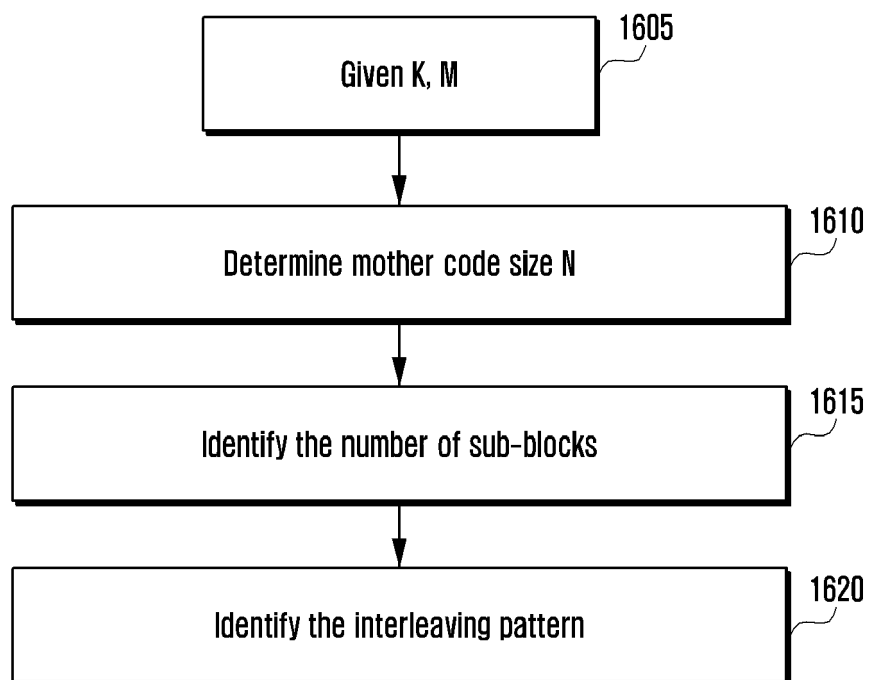 1605
Given K, M
1610
Determine mother code size N
1615
Identify the number of sub-blocks
1620
Identify the interleaving pattern